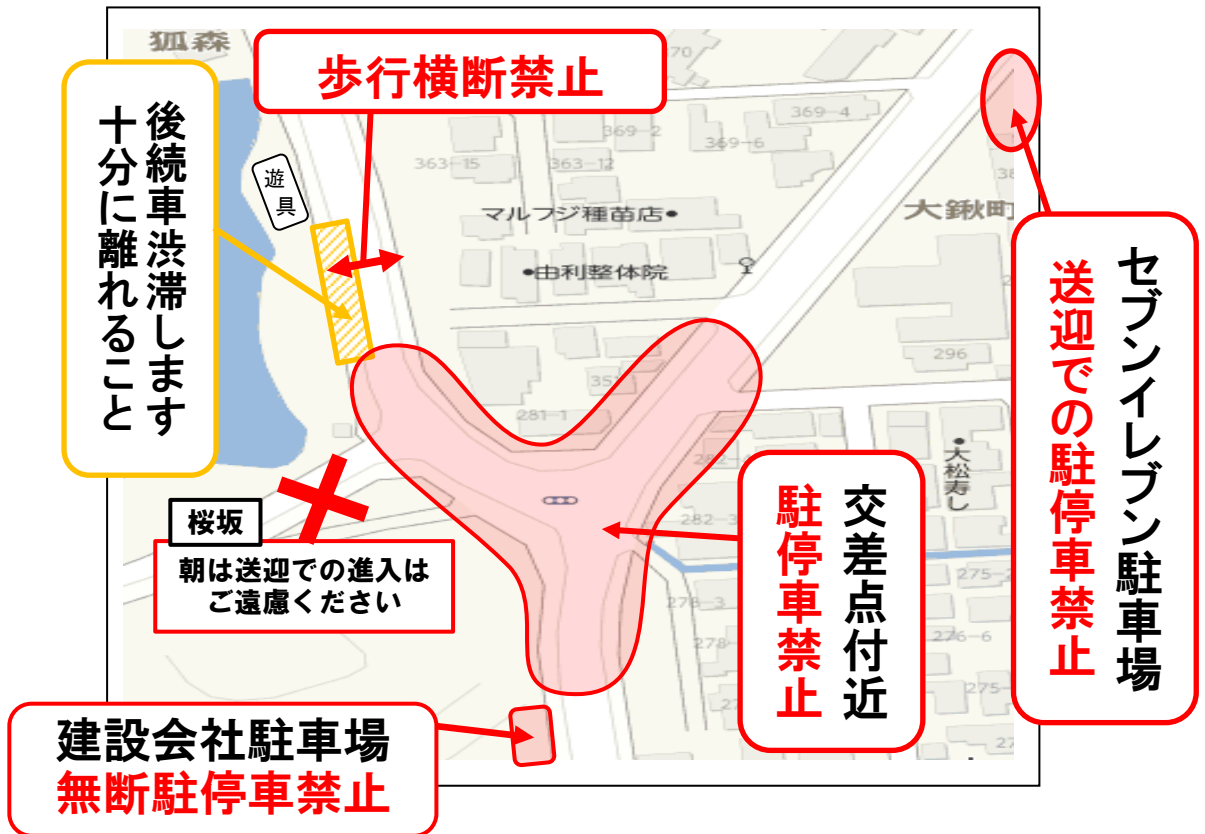 狐森
歩行横断禁止
後続車渋滞します
十分に離れること
遊具
70
369-4
369-2
369-6
363-15
363-12
マルフジ種苗店
由利整体院
大鋸町
セブンイレブン駐車場
送迎での駐停車禁止
296
281-1
大松寿し
282-3
交差点付近
駐停車禁止
桜坂
朝は送迎での進入は
ご遠慮ください
278-3
278
276-6
建設会社駐車場
無断駐停車禁止